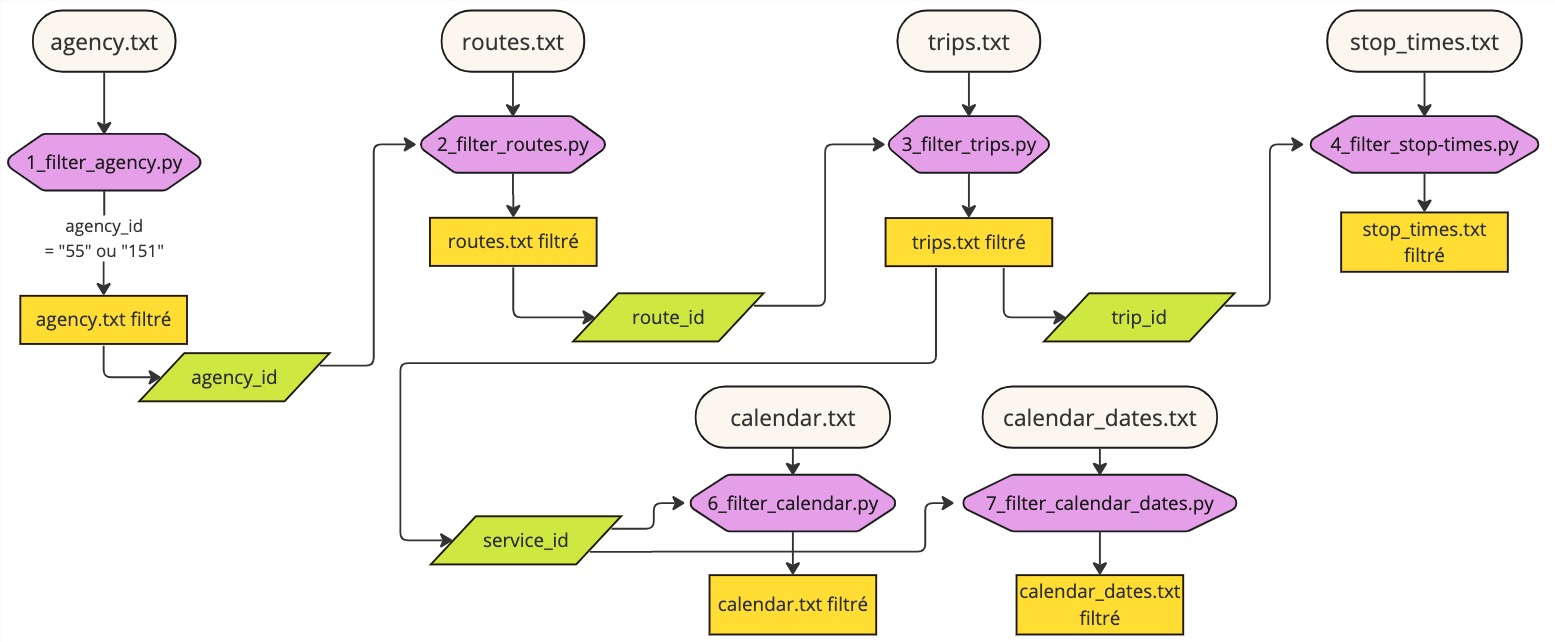 agency.txt
routes.txt
trips.txt
stop_times.txt
1_filter_agency.py
2_filter_routes.py
3_filter_trips.py
4_filter_stop-times.py
agency_id
= "55" ou "151"
agency.txt filtré
routes.txt filtré
trips.txt filtré
stop_times.txt
filtré
agency_id
route_id
trip_id
calendar.txt
calendar_dates.txt
6_filter_calendar.py
7_filter_calendar_dates.py
service_id
calendar.txt filtré
calendar_dates.txt
filtré